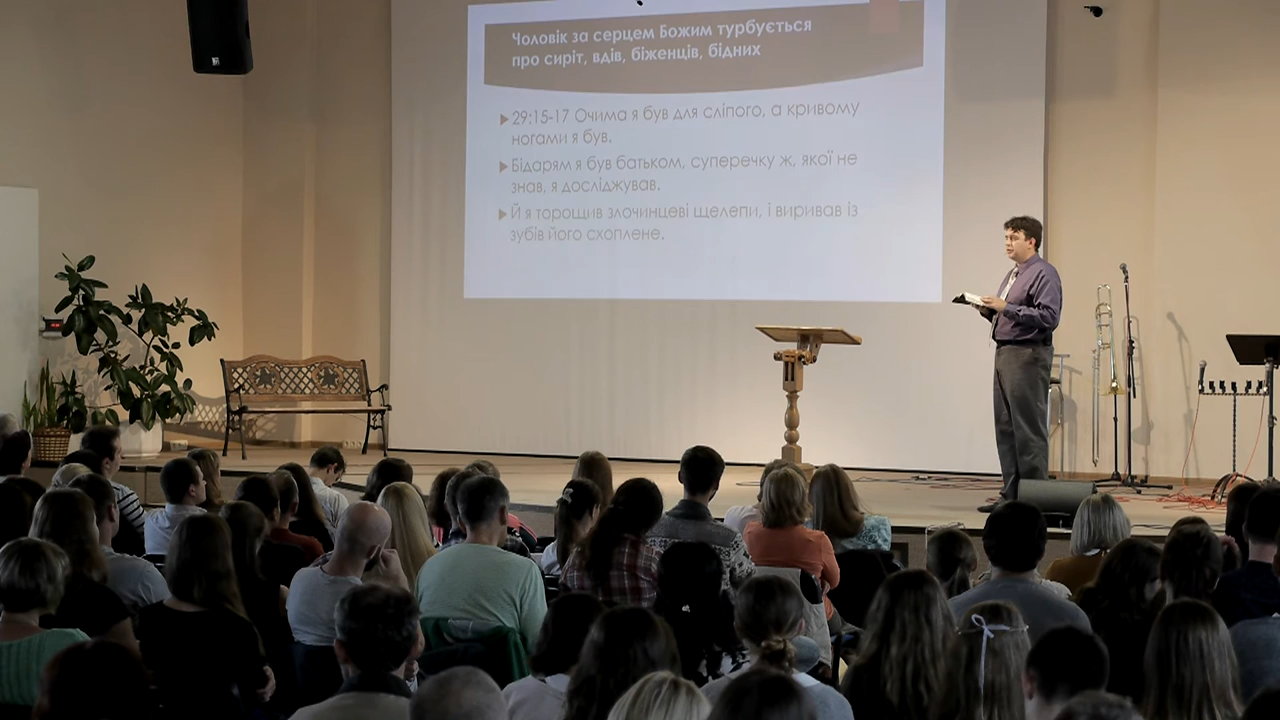 Чоловік за серцем Божим турбується
про сиріт, вдів, біженців, бідних
29:15-17 Очима я був для сліпого, а кривому
ногами я був.
Бідарям я був батьком, суперечку ж, якої не
знав, я досліджував.
Й я торощив злочинцеві щелепи, і виривав із
зубів його схоплене.